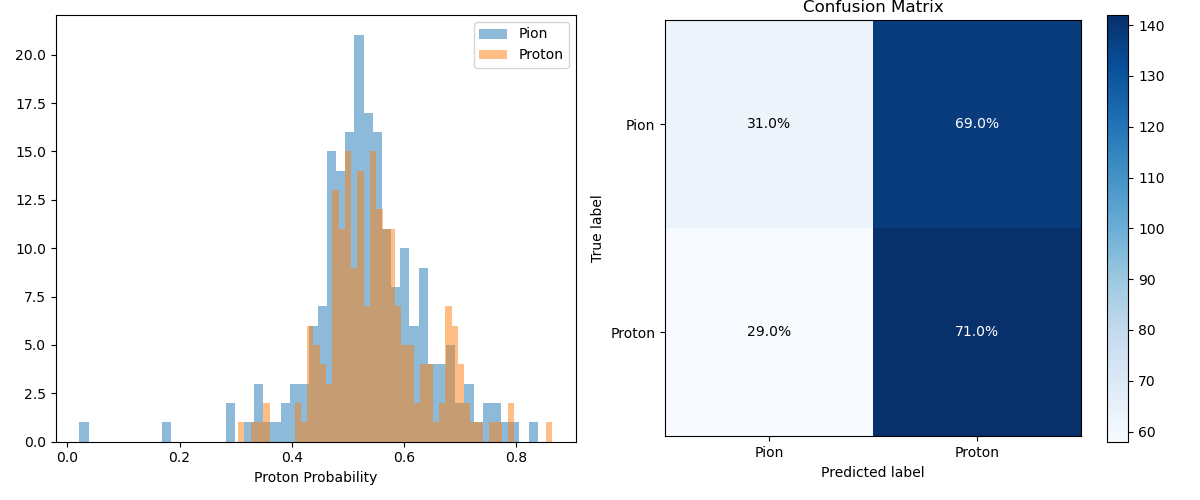 Pion
Proton
20.0
17.5
15.0
12.5
10.0
7.5
5.0
2.5
0.0
0.0 0.2 0.4 0.6 0.8
Proton Probability
Confusion Matrix
True label
Pion
Proton
31.0% 69.0%
29.0% 71.0%
Pion Proton
Predicted label
140
130
120
110
100
90
80
70
60